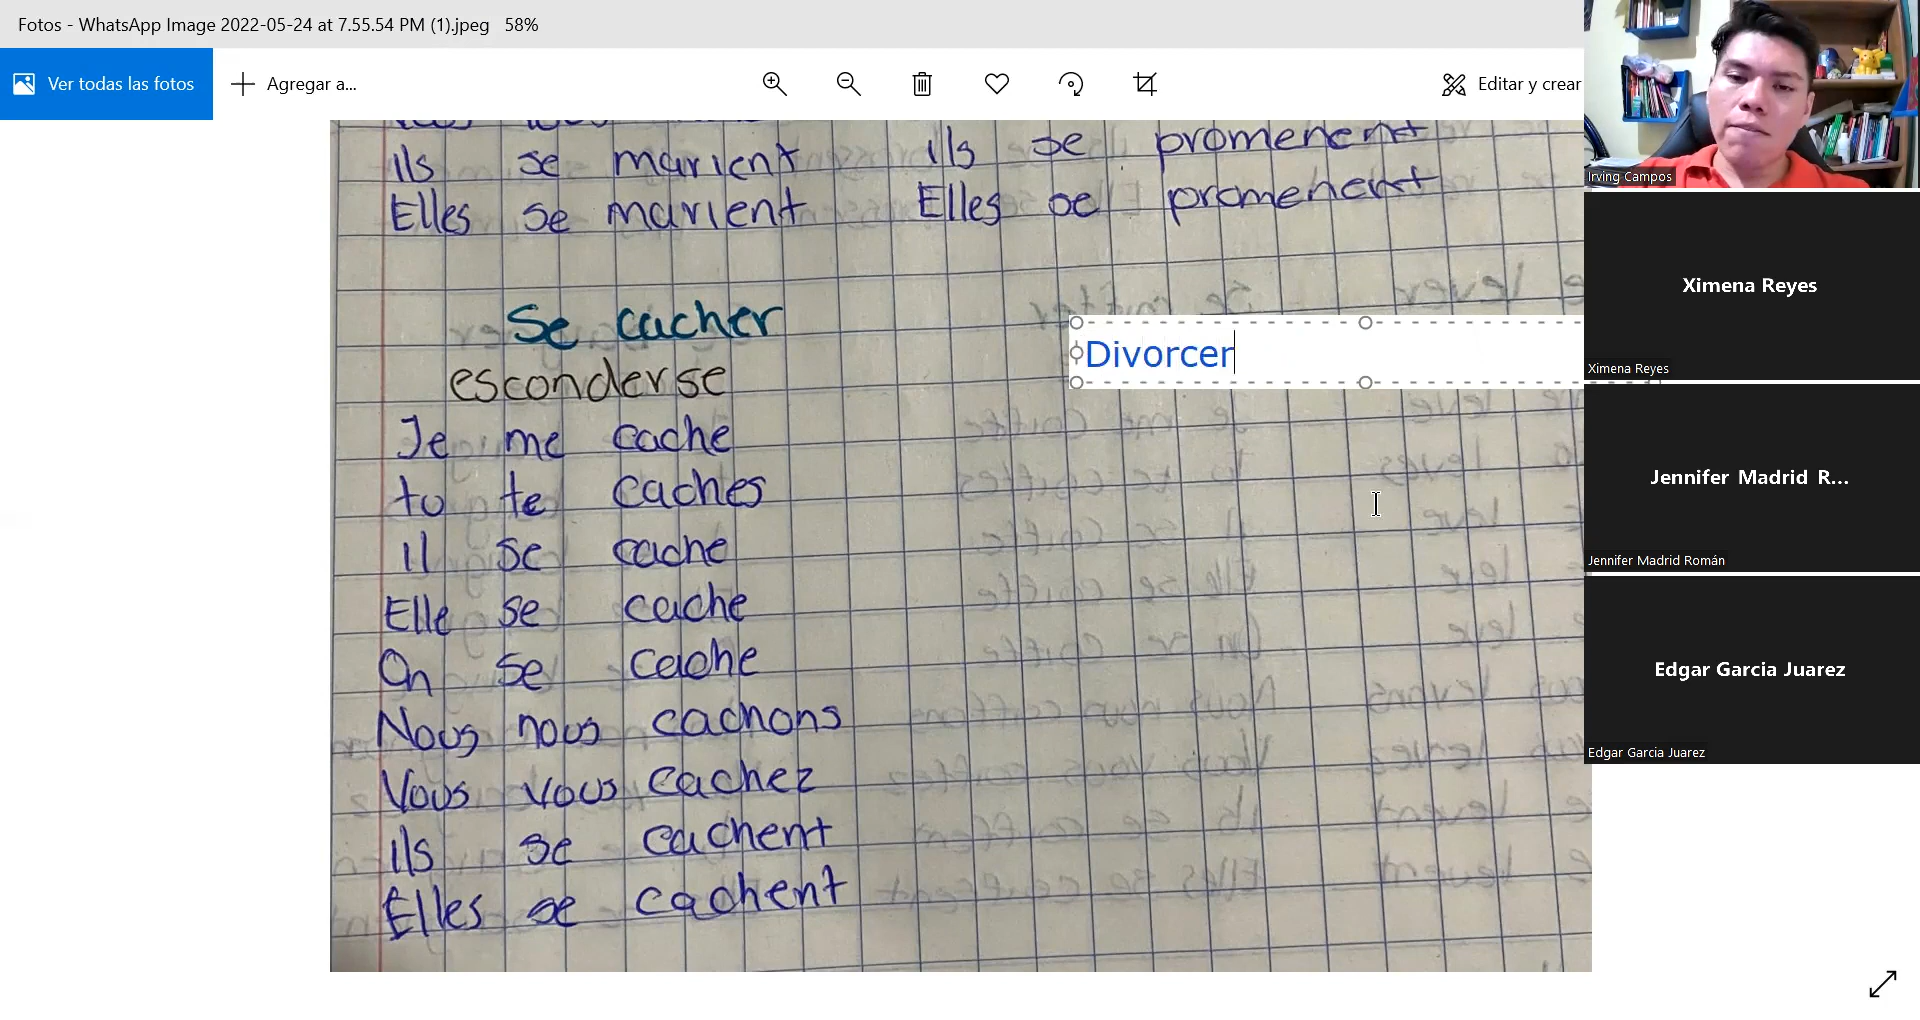 Fotos - WhatsApp Image 2022-05-24 at 7.55.54 PM (1).jpeg 58%
Ver todas las fotos
Agregar a...
Editar y crear
Ils se marient
Elles se marient
Ils se promenent
Elles se promenent
Se cacher
esconderse
Divorcer
Je me cache
tu te caches
Il se cache
Elle se cache
On se cache
Nous nous cachons
Vous vous cachez
ils se cachent
Elles se cachent
Irving Campos
Ximena Reyes
Ximena Reyes
Jennifer Madrid R...
Jennifer Madrid Román
Edgar Garcia Juarez
Edgar Garcia Juarez